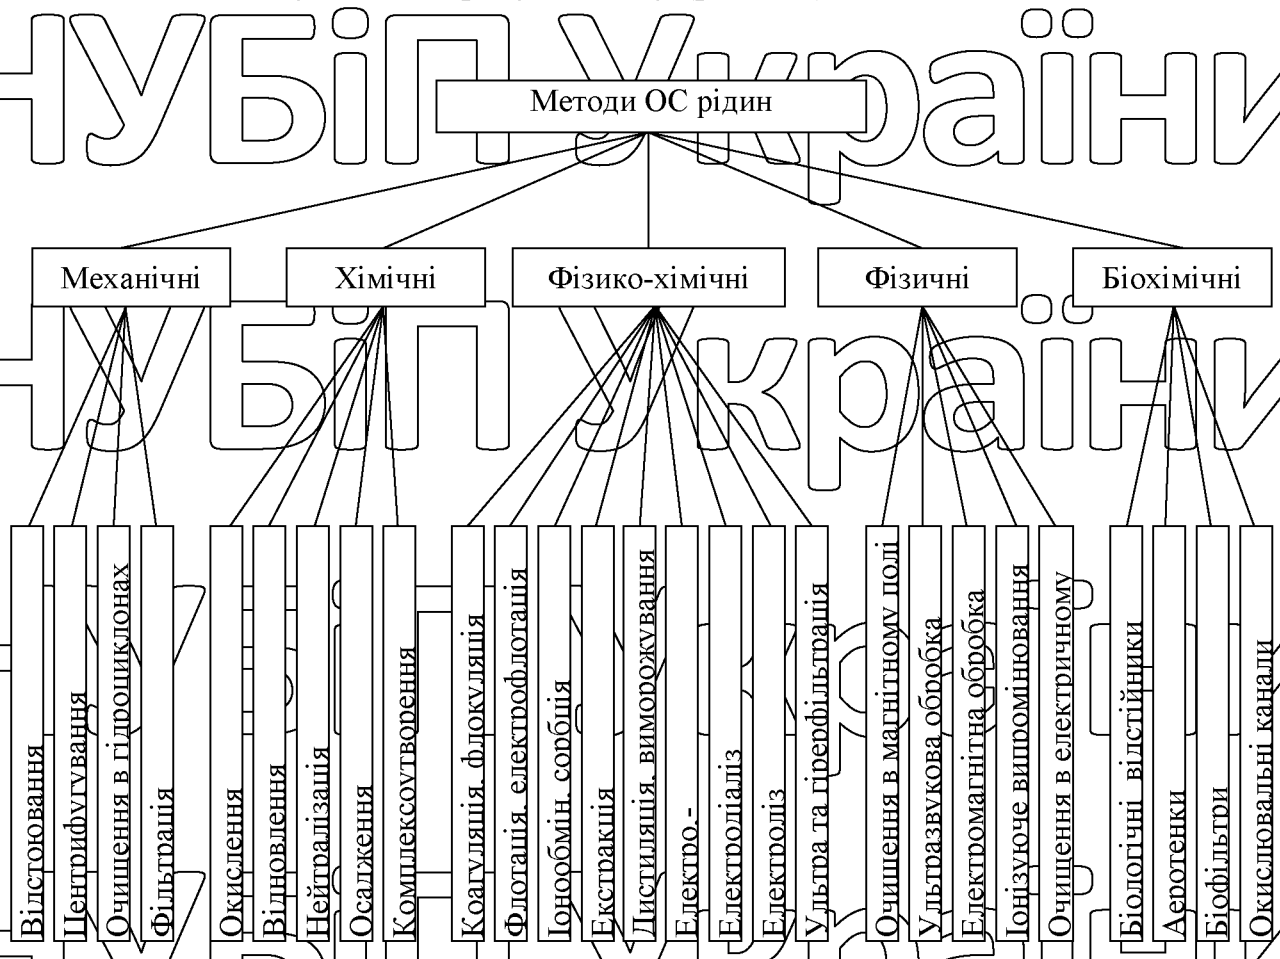 НУБіП України
Методи ОС рідин
Механічні
Хімічні
Фізико-хімічні
Фізичні
Біохімічні
НУБіП України
Відстоювання
Центрифугування
Очищення в гідроциклонах
Фільтрація
Окислення
Відновлення
Нейтралізація
Осадження
Комплексоутворення
Коагуляція, флокуляція
Флотація, електрофлотація
Іонообмін, сорбція
Екстракція
Дистиляція, виморожування
Електро,-
Електродіаліз
Електроліз
Ультра та гіперфільтрація
Очищення в магнітному полі
Ультразвукова обробка
Електромагнітна обробка
Іонізуюче випромінювання
Очищення в електричному
Біологічні відстійники
Аеротенки
Біофільтри
Окислювальні канали